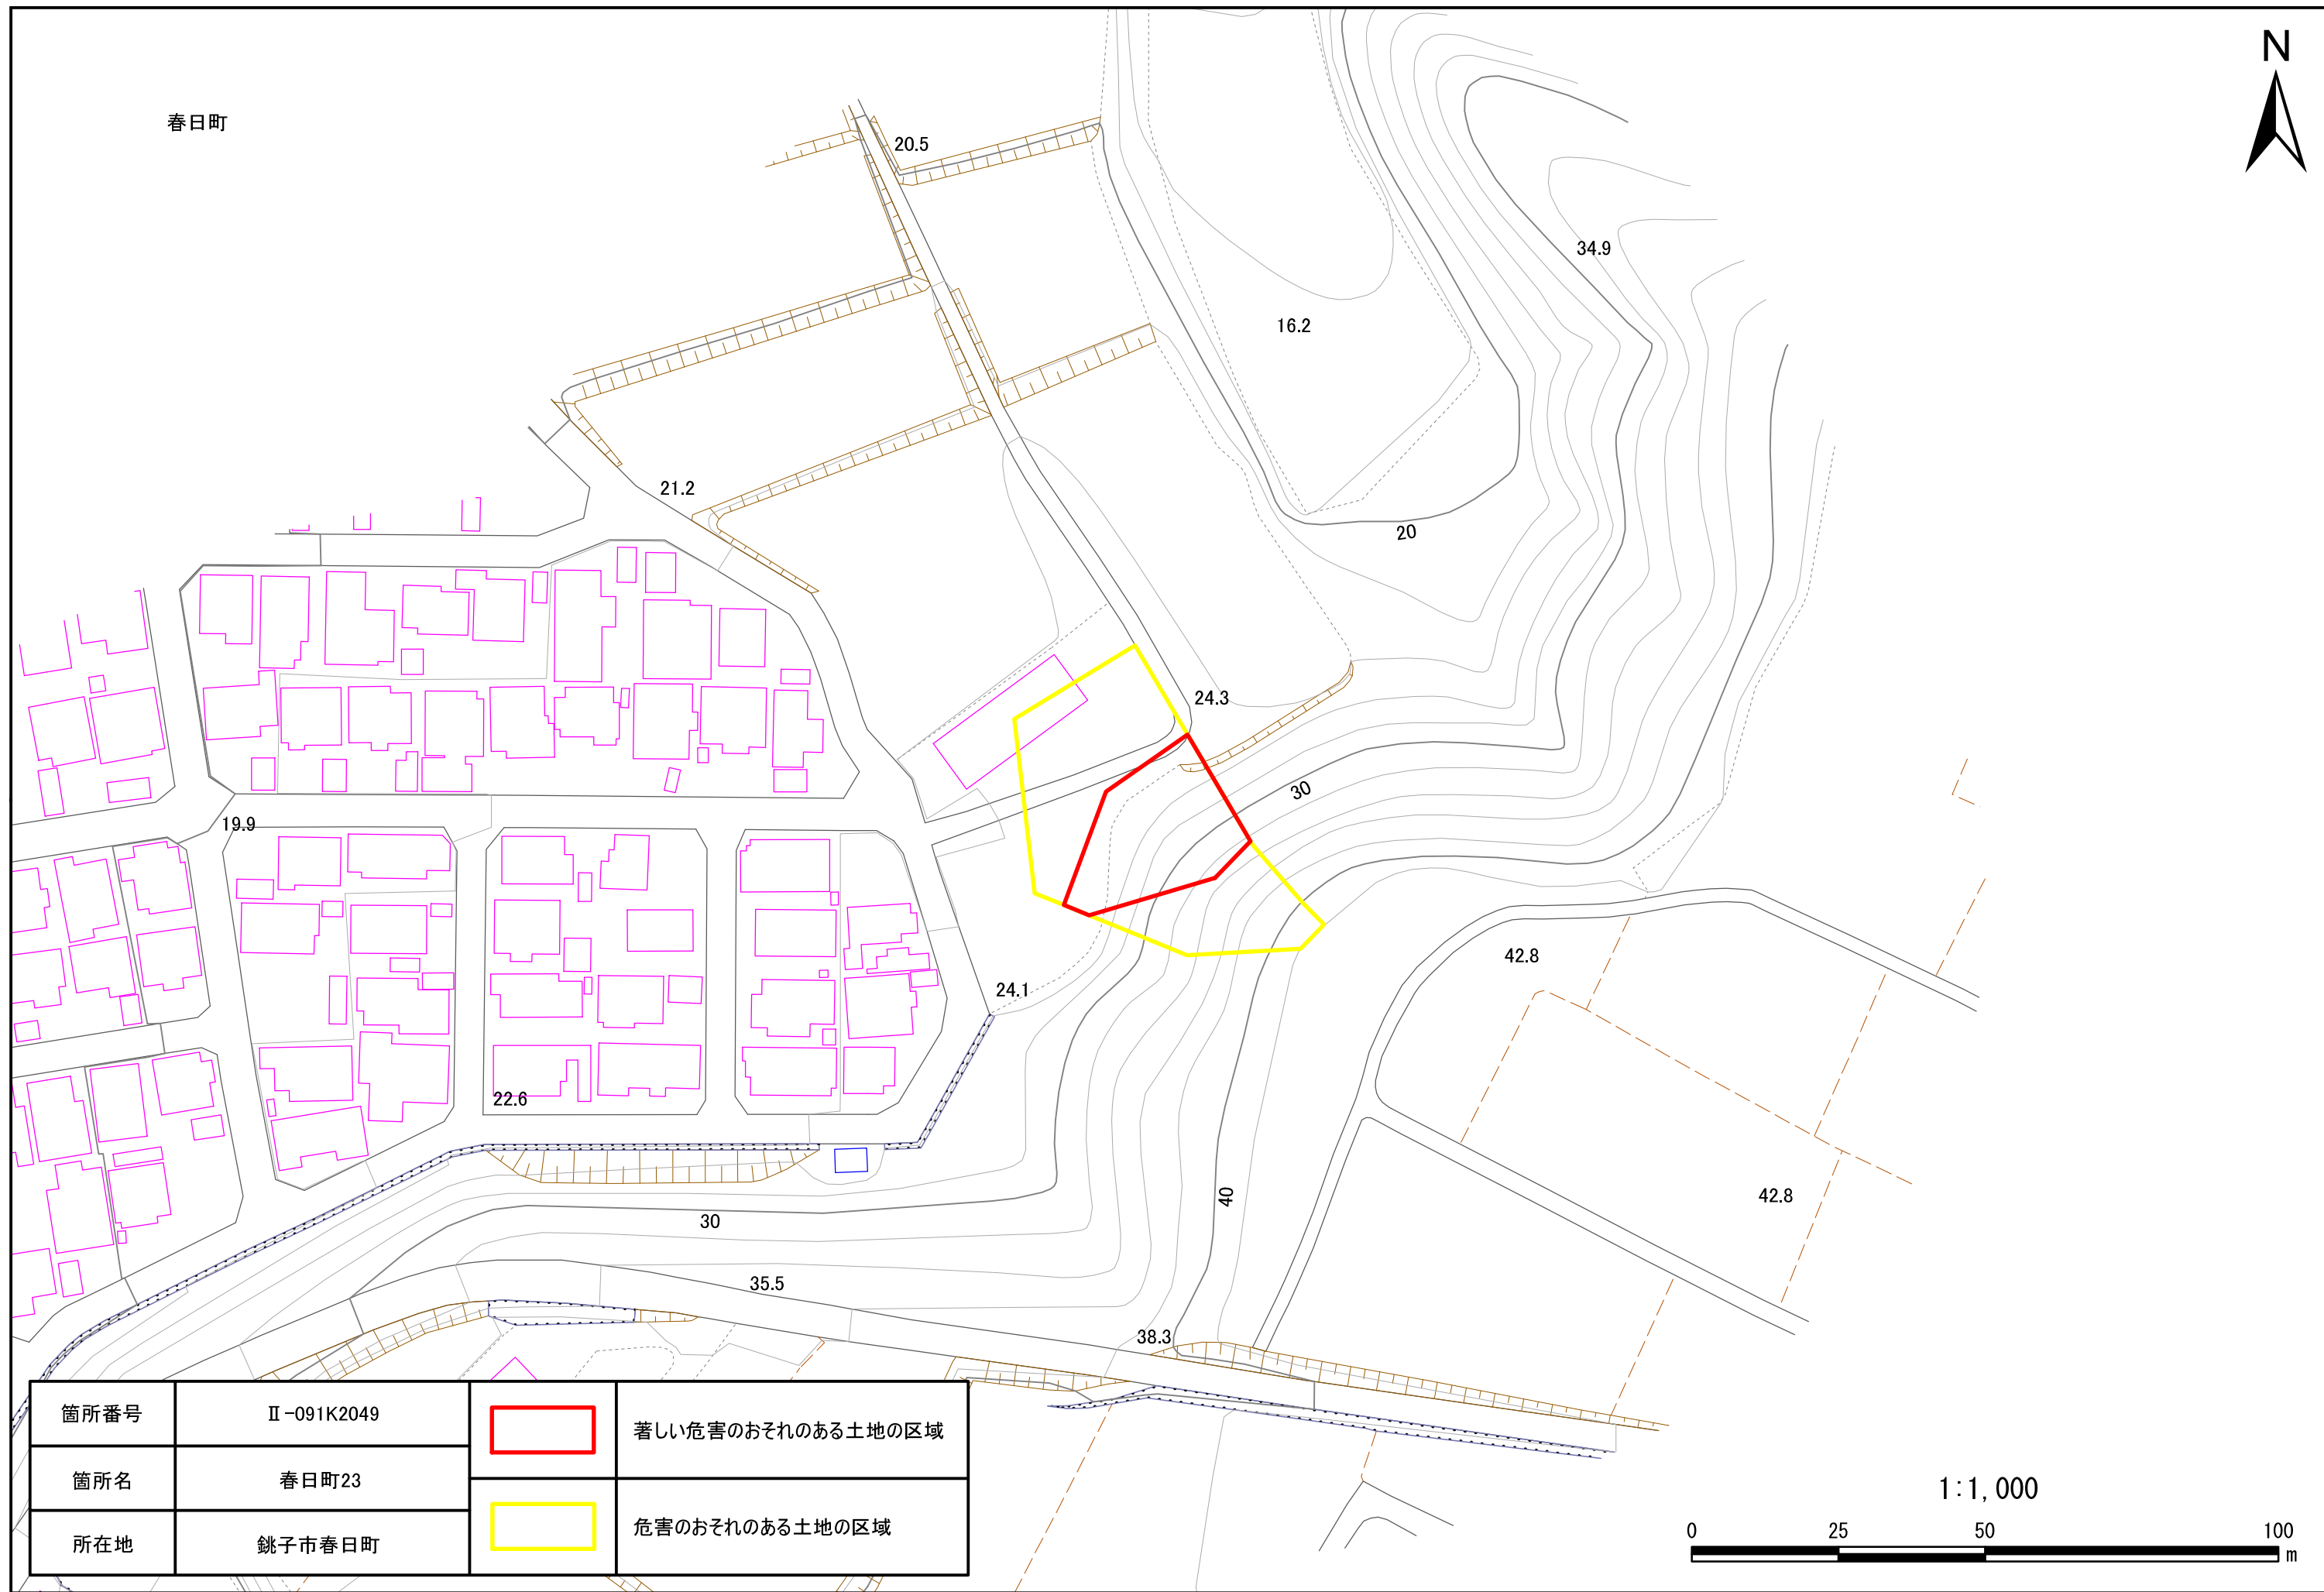 N
春日町
20.5
34.9
16.2
21.2
20
24.3
30
19.9
42.8
24.1
22.6
42.8
40
30
35.5
38.3
箇所番号 Ⅱ-091K2049
箇所名 春日町23
所在地 銚子市春日町
著しい危害のおそれのある土地の区域
危害のおそれのある土地の区域
1:1,000
0 25 50 100
m